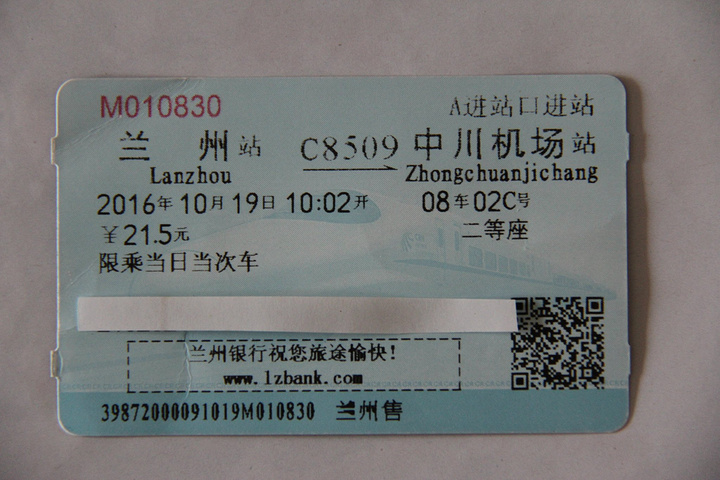 M010830 A进站口进站
兰州站 C8509 中川机场站
Lanzhou Zhongchuanjichang
2016年10月19日10:02开 08车02C号
¥21.5元 二等座
限乘当日当次车
兰州银行祝您旅途愉快!
www.lzbank.com
39872000091019M010830 兰州售